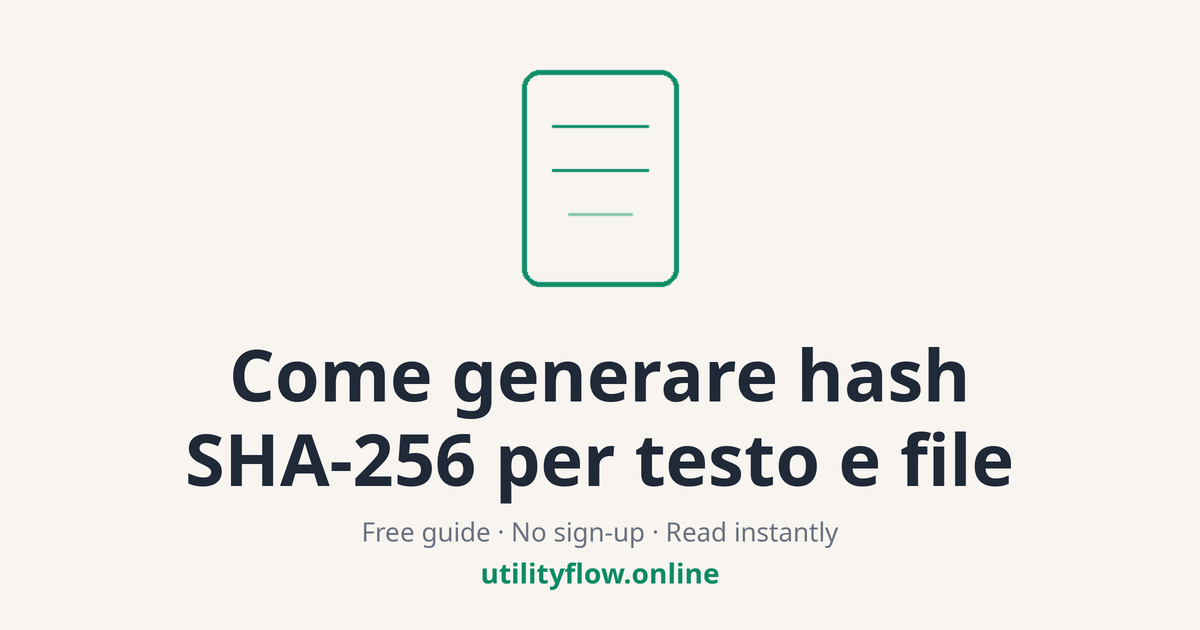 Come generare hash
SHA-256 per testo e file
Free guide · No sign-up · Read instantly
utilityflow.online